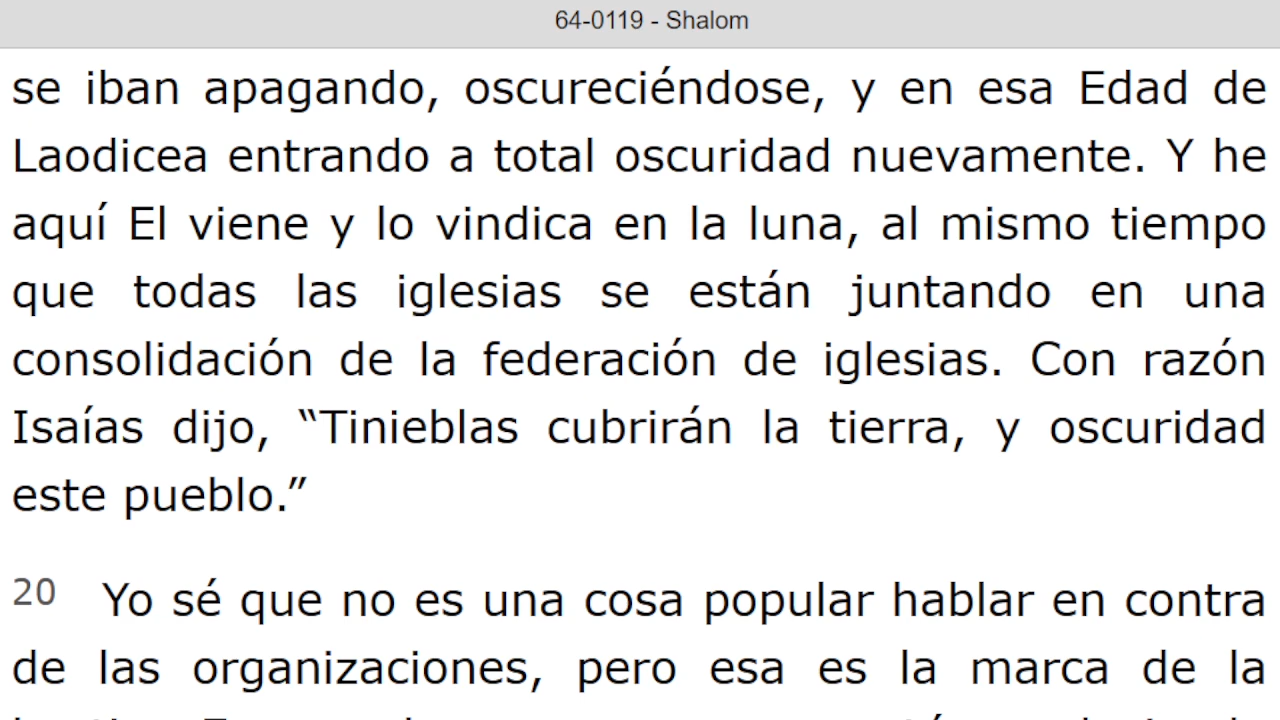 64-0119 - Shalom
se iban apagando, oscureciéndose, y en esa Edad de
Laodicea entrando a total oscuridad nuevamente. Y he
aquí El viene y lo vindica en la luna, al mismo tiempo
que todas las iglesias se están juntando en una
consolidación de la federación de iglesias. Con razón
Isaías dijo, “Tinieblas cubrirán la tierra, y oscuridad
este pueblo.”
20 Yo sé que no es una cosa popular hablar en contra
de las organizaciones, pero esa es la marca de la